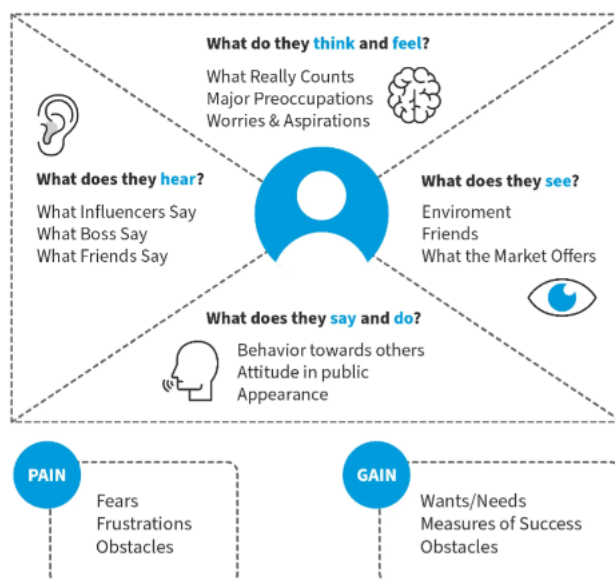 What do they think and feel?
What Really Counts
Major Preoccupations
Worries & Aspirations
What does they hear?
What Influencers Say
What Boss Say
What Friends Say
What does they see?
Enviroment
Friends
What the Market Offers
What does they say and do?
Behavior towards others
Attitude in public
Appearance
PAIN
Fears
Frustrations
Obstacles
GAIN
Wants/Needs
Measures of Success
Obstacles